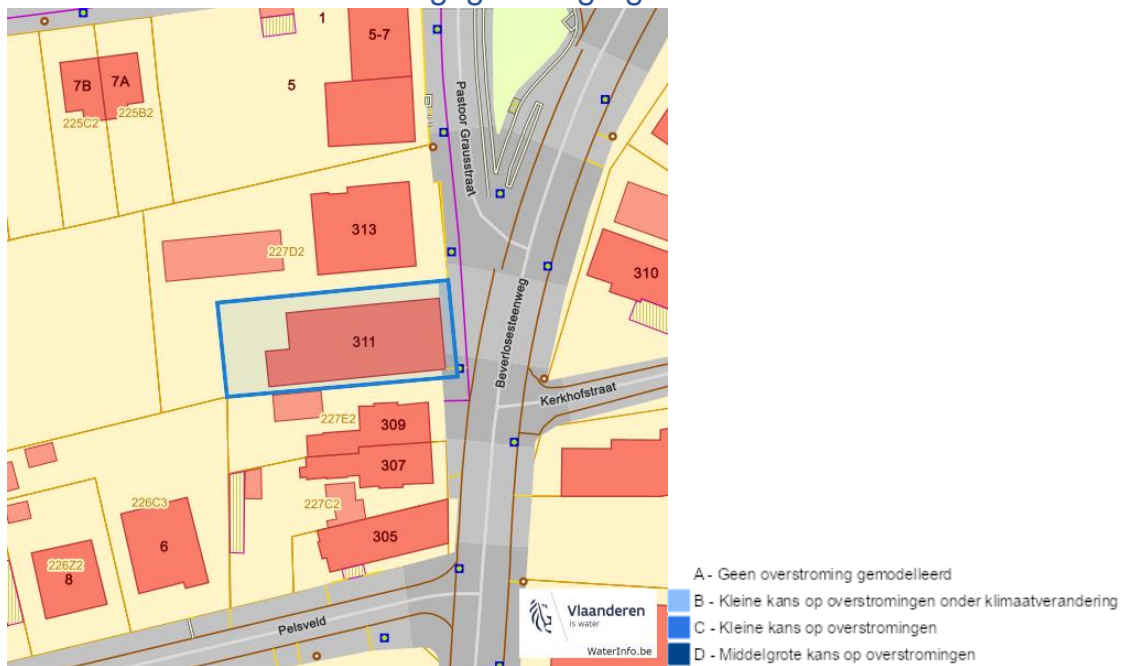 1
5-7
7B
7A
5
225C2
225B2
Pastoor Grausstraat
313
227D2
310
311
Beverlosesteenweg
Kerkhofstraat
227E2
309
307
226C3
227C2
6
305
226Z2
8
Pelsveld
Vlaanderen
is water
WaterInfo.be
A - Geen overstroming gemodelleerd
B - Kleine kans op overstromingen onder klimaatverandering
C - Kleine kans op overstromingen
D - Middelgrote kans op overstromingen